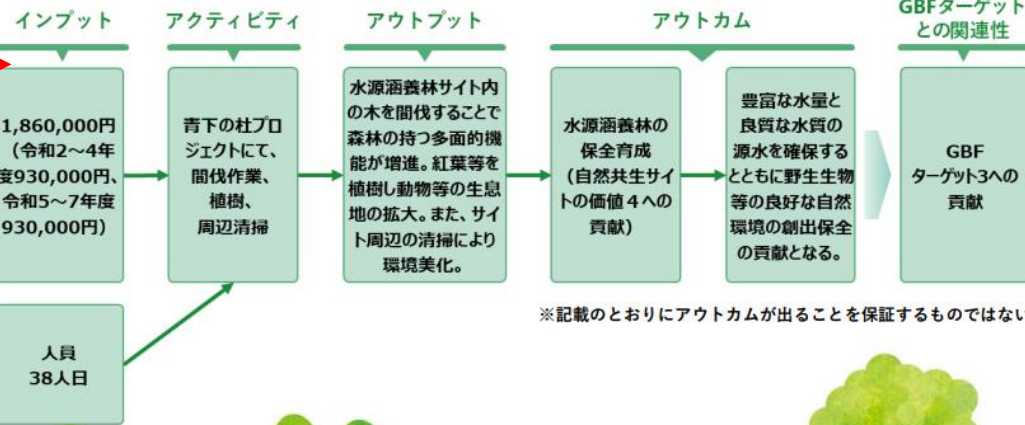 インプット
1,860,000円
(令和2~4年
度930,000円、
令和5~7年度
930,000円)
人員
38人日
アクティビティ
青下の杜プロ
ジェクトにて、
間伐作業、
植樹、
周辺清掃
アウトプット
水源涵養林サイト内
の木を間伐することで
森林の持つ多面的機
能が増進。紅葉等を
植樹し動物等の生息
地の拡大。また、サイ
ト周辺の清掃により
環境美化。
アウトカム
水源涵養林の
保全育成
(自然共生サイ
トの価値4への
貢献)
豊富な水量と
良質な水質の
源水を確保する
とともに野生生物
等の良好な自然
環境の創出保全
の貢献となる。
GBFターゲット
との関連性
GBF
ターゲット3への
貢献
※記載のとおりにアウトカムが出ることを保証するものではない